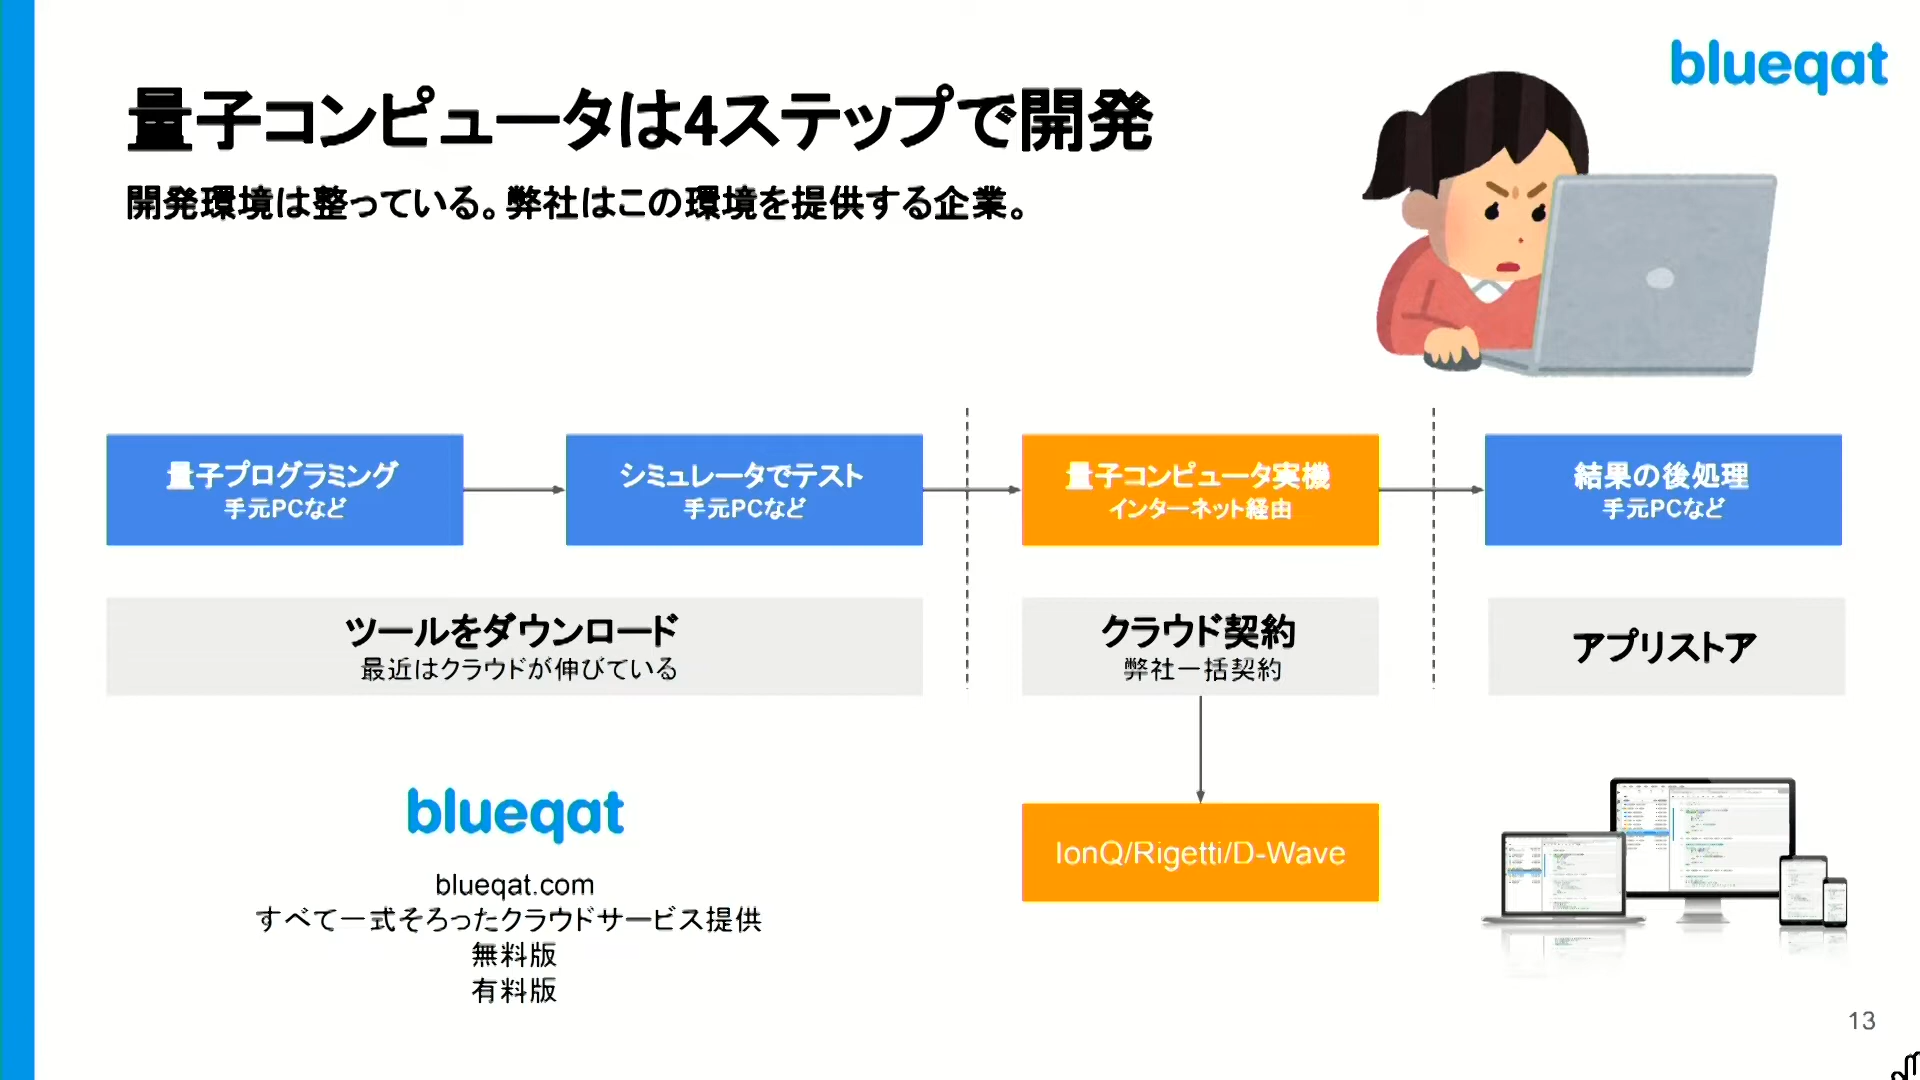 blueqat
量子コンピュータは4ステップで開発
開発環境は整っている。弊社はこの環境を提供する企業。
量子プログラミング
手元PCなど
シミュレータでテスト
手元PCなど
量子コンピュータ実機
インターネット経由
結果の後処理
手元PCなど
ツールをダウンロード
最近はクラウドが伸びている
クラウド契約
弊社一括契約
アプリストア
blueqat
blueqat.com
すべて一式そろったクラウドサービス提供
無料版
有料版
IonQ/Rigetti/D-Wave
13